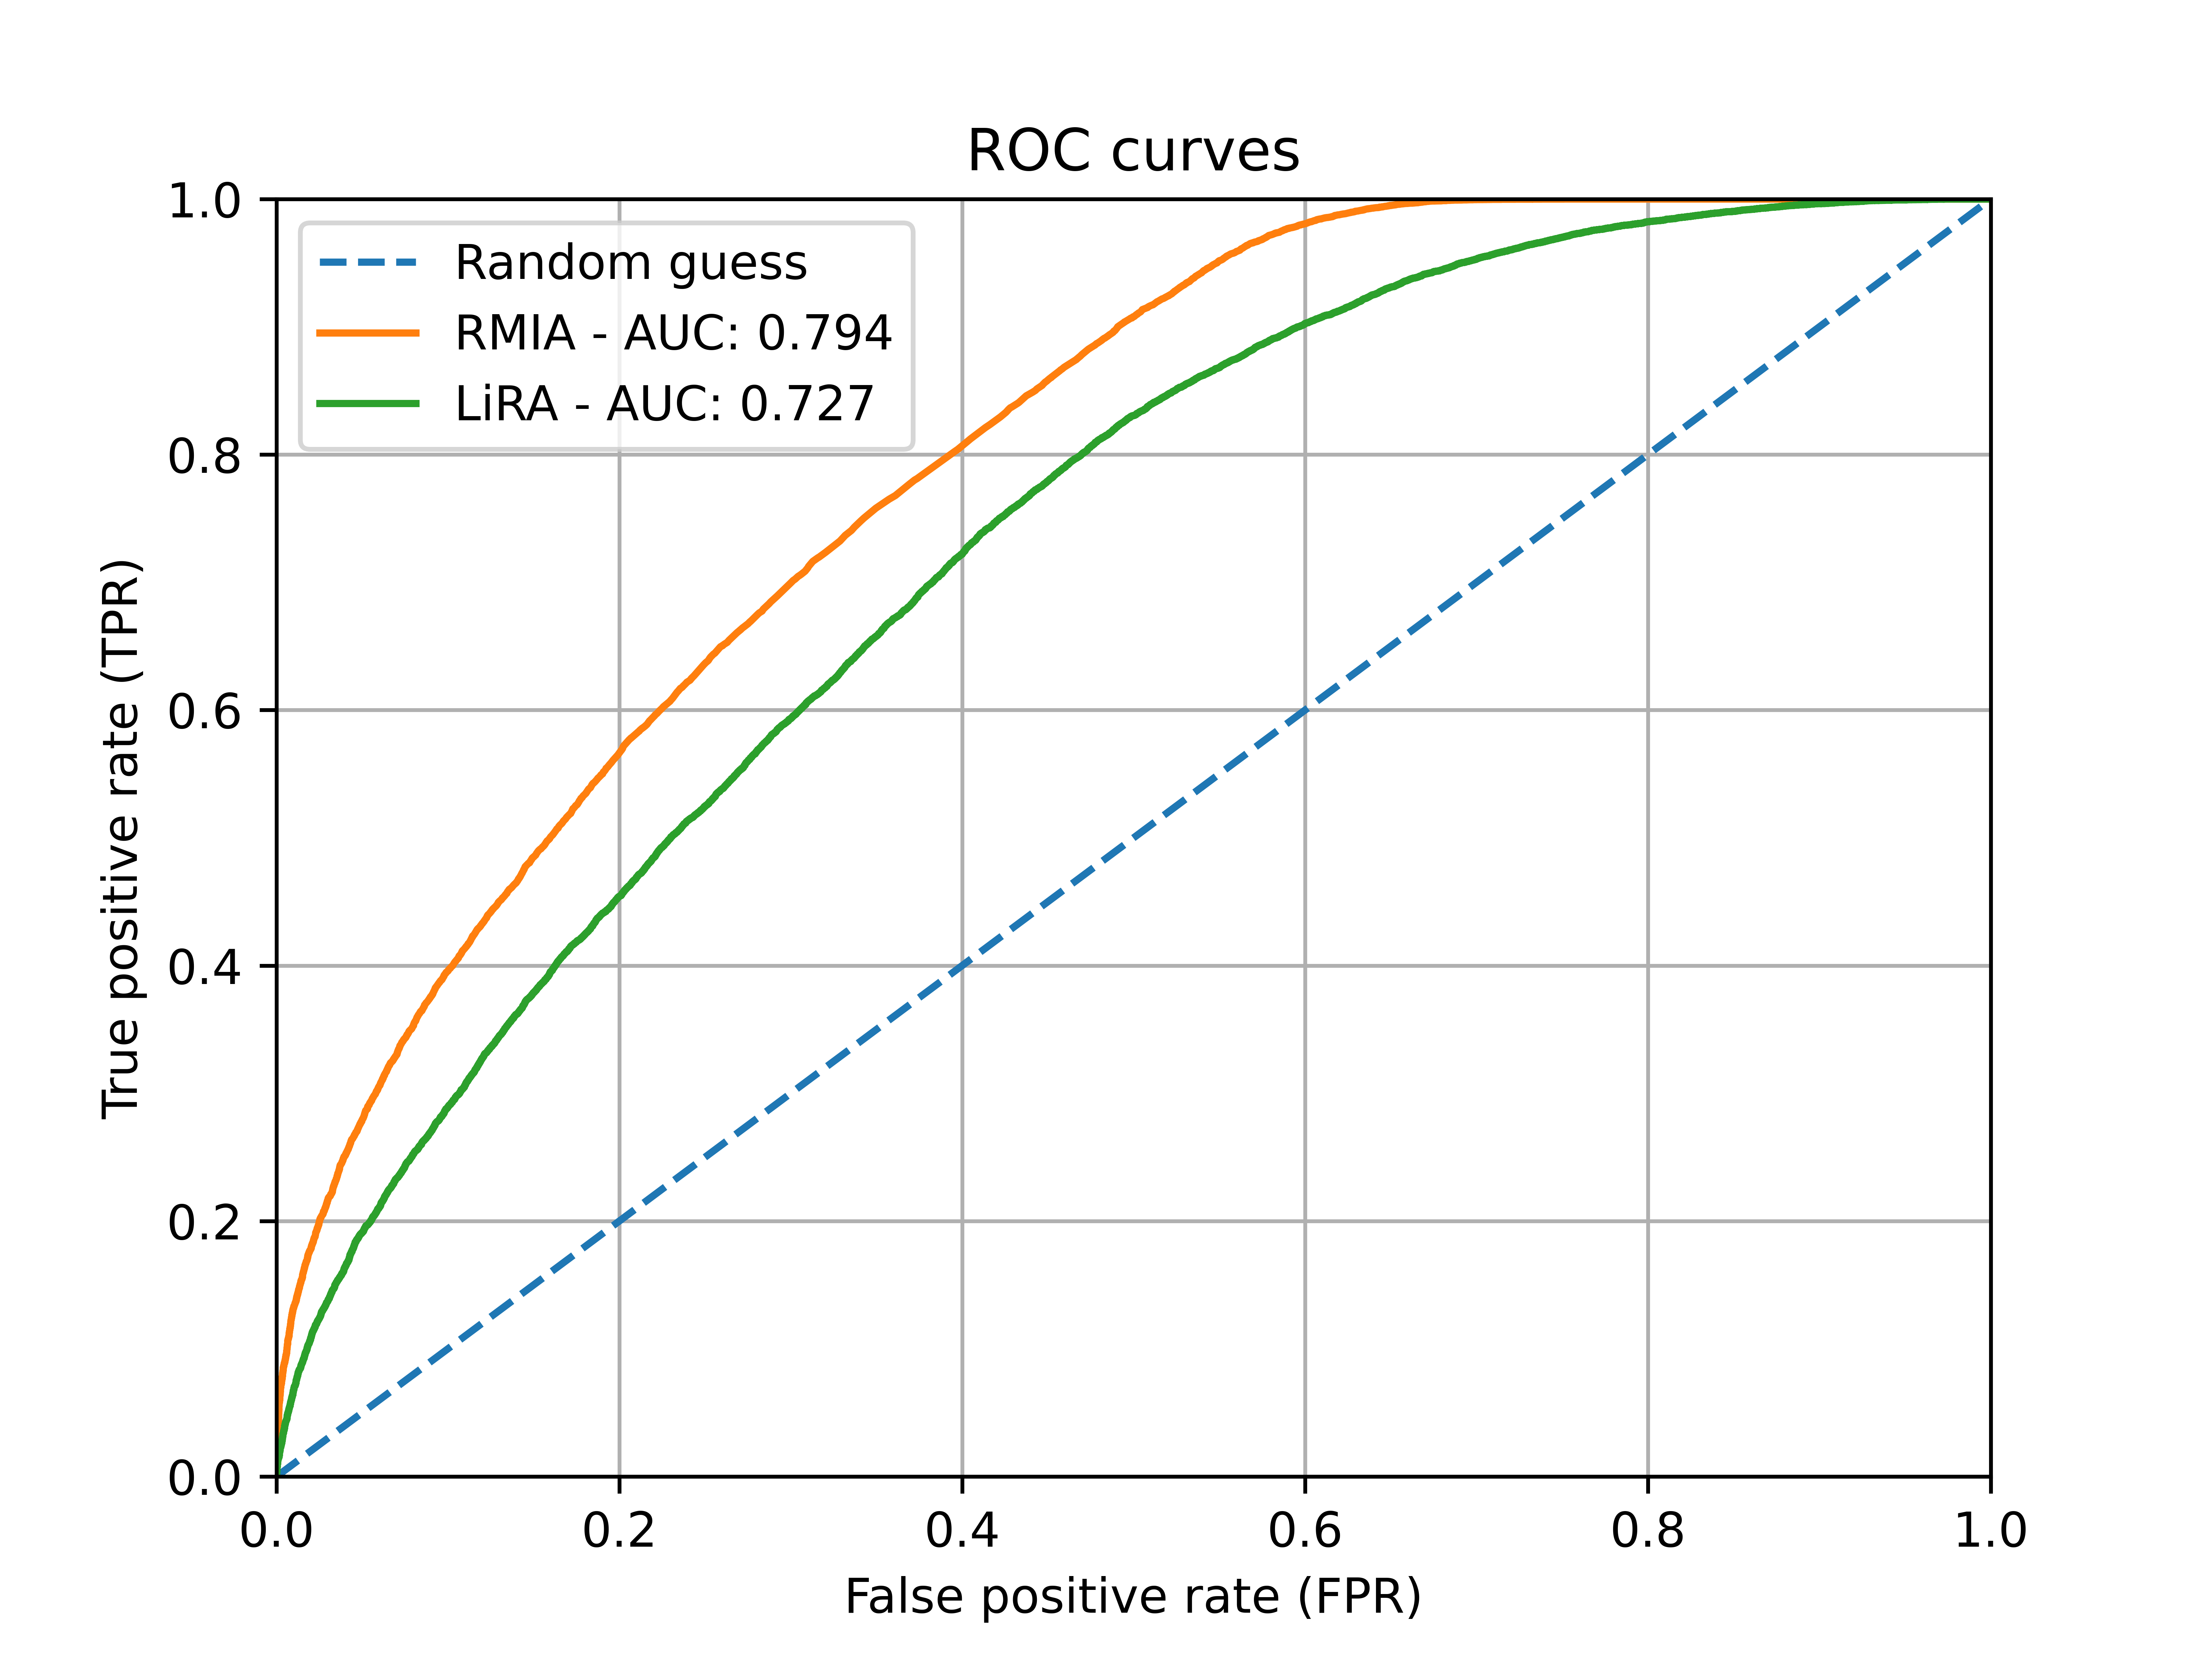 ROC curves
Random guess
RMIA - AUC: 0.794
LiRA - AUC: 0.727
True positive rate (TPR)
1.0
0.8
0.6
0.4
0.2
0.0
0.0 0.2 0.4 0.6 0.8 1.0
False positive rate (FPR)